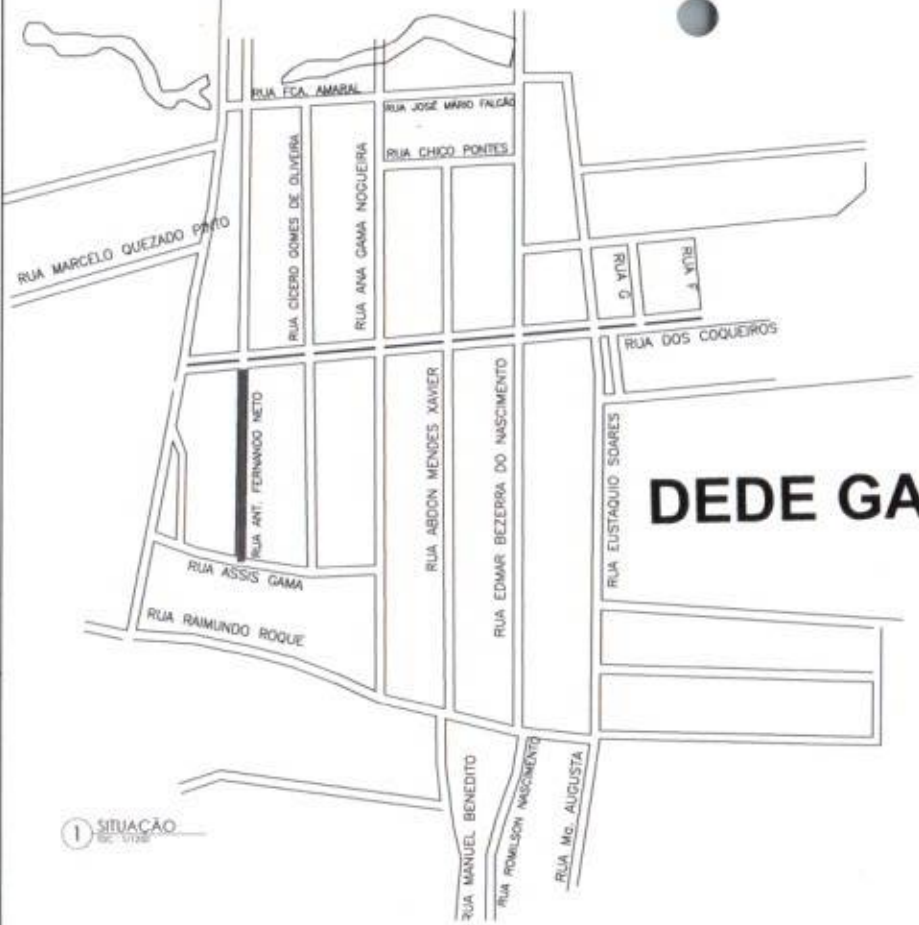 RUA FCA. AMARAL
RUA JOSÉ MÁRIO FALCÃO
RUA CHICO PONTES
RUA CÍCERO GOMES DE OLIVEIRA
RUA ANA GAMA NOGUEIRA
RUA MARCELO QUEZADO PINTO
RUA G
RUA F
RUA DOS COQUEIROS
RUA ANT. FERNANDO NETO
RUA ABDON MENDES XAVIER
RUA EDMAR BEZERRA DO NASCIMENTO
RUA EUSTAQUIO SOARES
DEDE GA
RUA ASSIS GAMA
RUA RAIMUNDO ROQUE
RUA MANUEL BENEDITO
RUA ROMILSON NASCIMENTO
RUA Ma. AUGUSTA
1 SITUAÇÃO